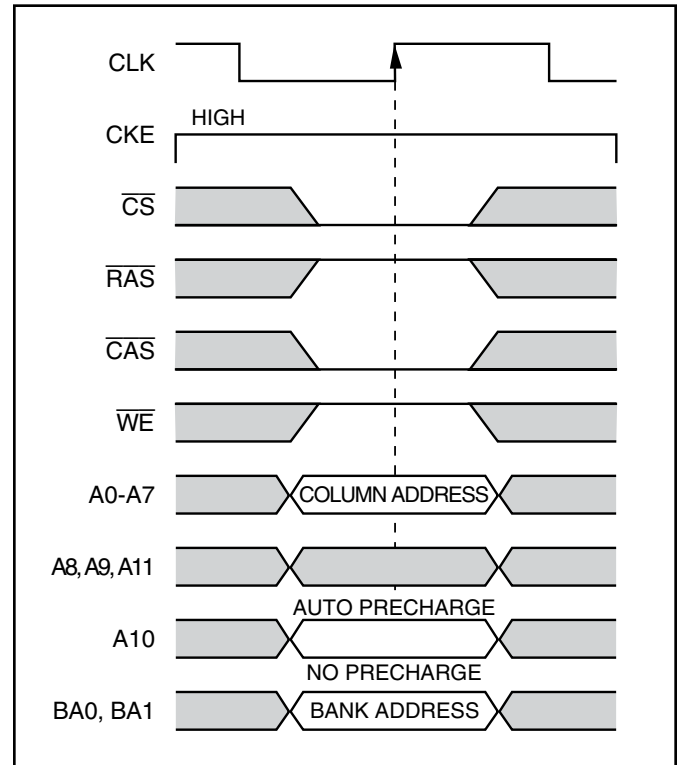 CLK
CKE HIGH
CS
RAS
CAS
WE
A0-A7 COLUMN ADDRESS
A8, A9, A11
AUTO PRECHARGE
A10
NO PRECHARGE
BA0, BA1 BANK ADDRESS